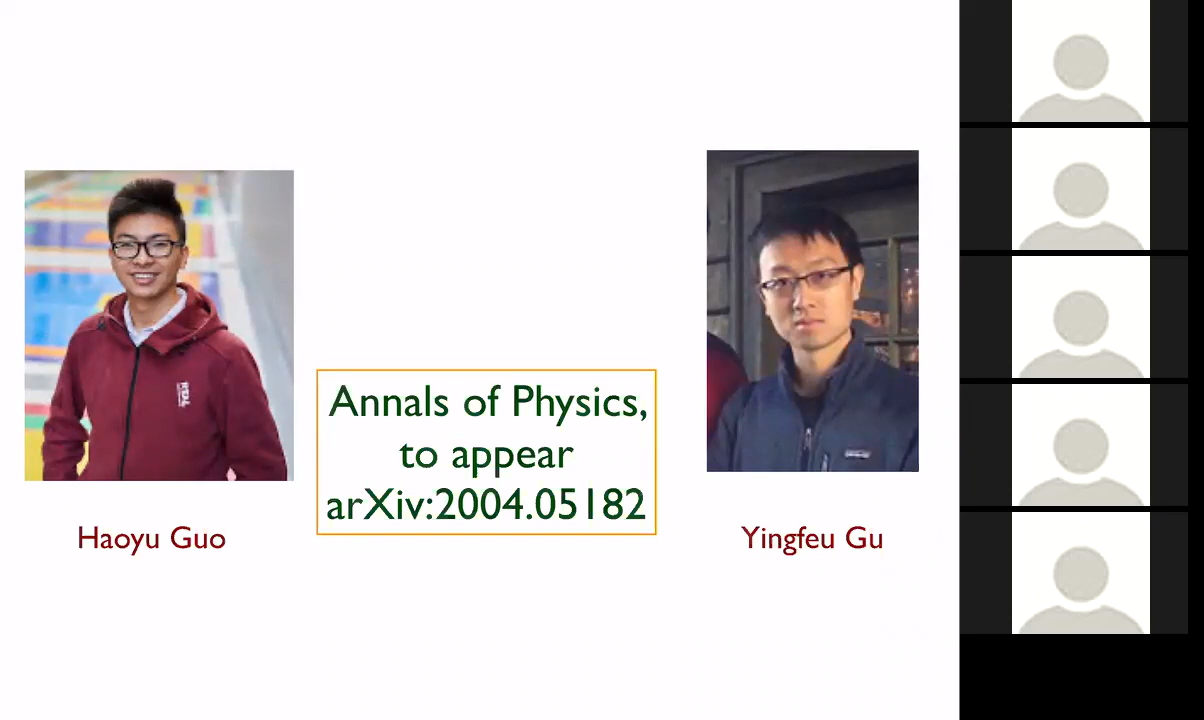 Annals of Physics,
to appear
arXiv:2004.05182
Haoyu Guo
Yingfeu Gu